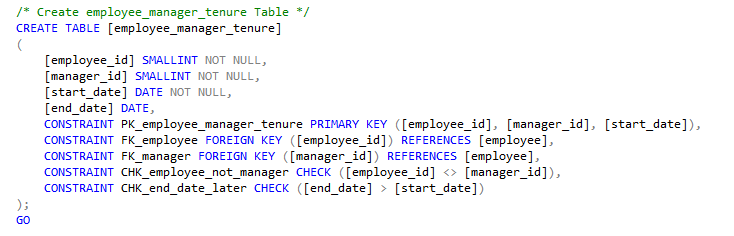 /* Create employee_manager_tenure Table */
CREATE TABLE [employee_manager_tenure]
(
    [employee_id] SMALLINT NOT NULL,
    [manager_id] SMALLINT NOT NULL,
    [start_date] DATE NOT NULL,
    [end_date] DATE,
    CONSTRAINT PK_employee_manager_tenure PRIMARY KEY ([employee_id], [manager_id], [start_date]),
    CONSTRAINT FK_employee FOREIGN KEY ([employee_id]) REFERENCES [employee],
    CONSTRAINT FK_manager FOREIGN KEY ([manager_id]) REFERENCES [employee],
    CONSTRAINT CHK_employee_not_manager CHECK ([employee_id] <> [manager_id]),
    CONSTRAINT CHK_end_date_later CHECK ([end_date] > [start_date])
);
GO